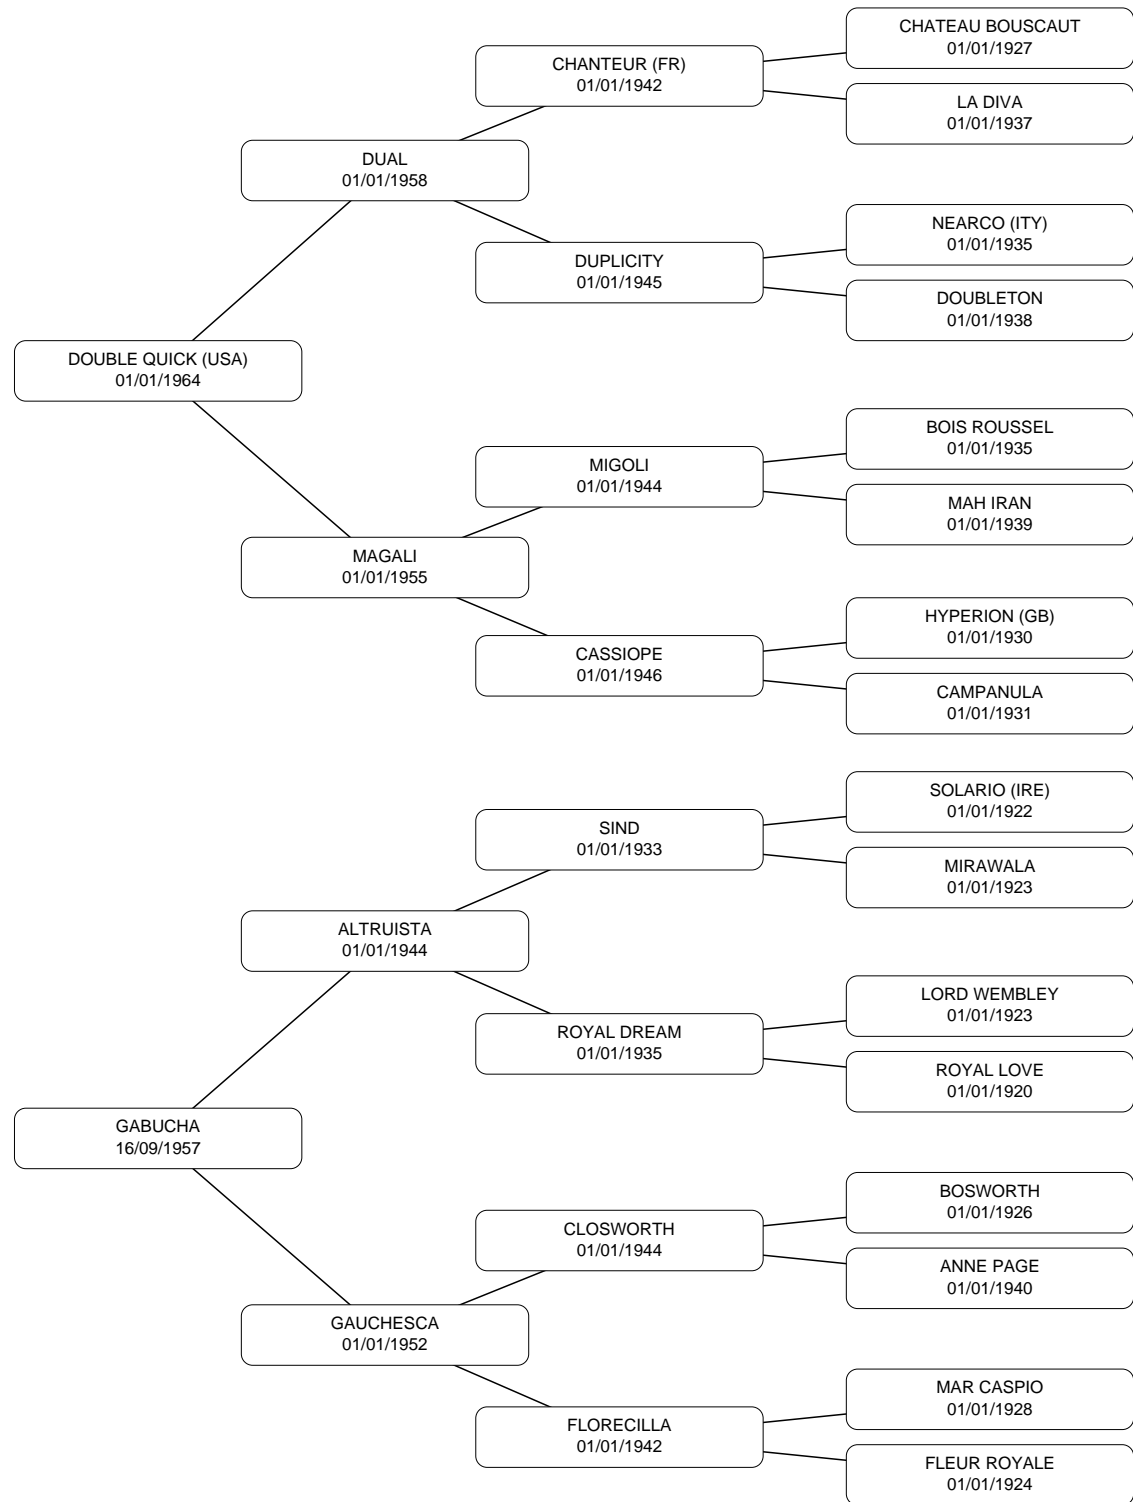 CHATEAU BOUSCAUT
01/01/1927
CHANTEUR (FR)
01/01/1942
LA DIVA
01/01/1937
DUAL
01/01/1958
NEARCO (ITY)
01/01/1935
DUPLICITY
01/01/1945
DOUBLETON
01/01/1938
DOUBLE QUICK (USA)
01/01/1964
BOIS ROUSSEL
01/01/1935
MIGOLI
01/01/1944
MAH IRAN
01/01/1939
MAGALI
01/01/1955
HYPERION (GB)
01/01/1930
CASSIOPE
01/01/1946
CAMPANULA
01/01/1931
SOLARIO (IRE)
01/01/1922
SIND
01/01/1933
MIRAWALA
01/01/1923
ALTRUISTA
01/01/1944
LORD WEMBLEY
01/01/1923
ROYAL DREAM
01/01/1935
ROYAL LOVE
01/01/1920
GABUCHA
16/09/1957
BOSWORTH
01/01/1926
CLOSWORTH
01/01/1944
ANNE PAGE
01/01/1940
GAUCHESCA
01/01/1952
MAR CASPIO
01/01/1928
FLORECILLA
01/01/1942
FLEUR ROYALE
01/01/1924